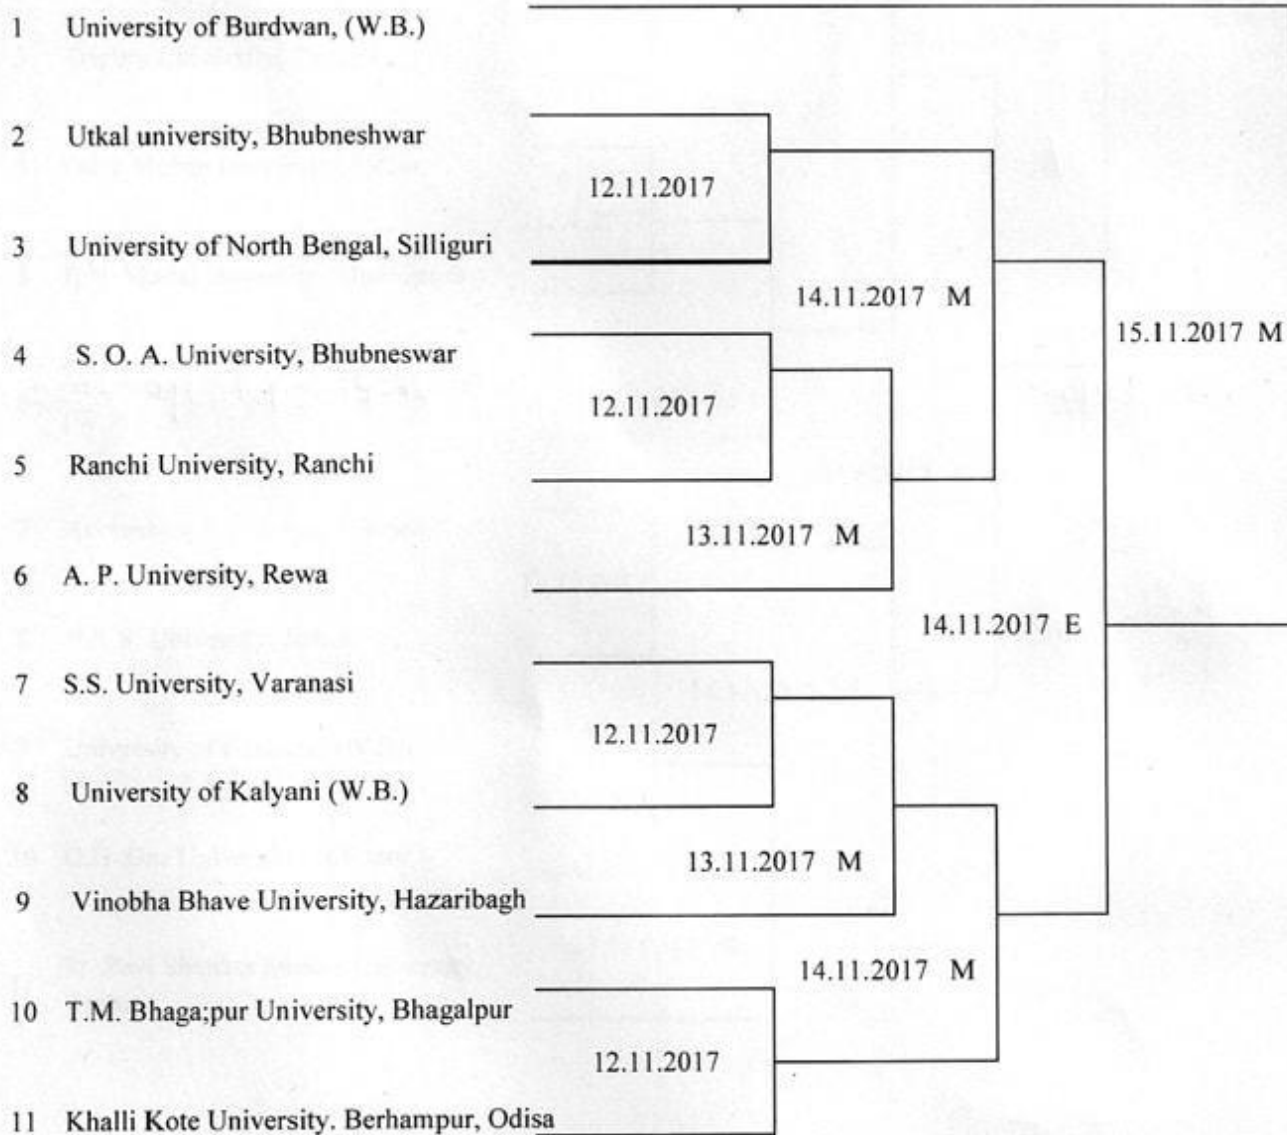 1 University of Burdwan, (W.B.)
2 Utkal university, Bhubneshwar
12.11.2017
3 University of North Bengal, Silliguri
14.11.2017 M
15.11.2017 M
4 S. O. A. University, Bhubneswar
12.11.2017
5 Ranchi University, Ranchi
13.11.2017 M
6 A. P. University, Rewa
14.11.2017 E
7 S.S. University, Varanasi
12.11.2017
8 University of Kalyani (W.B.)
13.11.2017 M
9 Vinobha Bhave University, Hazaribagh
14.11.2017 M
10 T.M. Bhaga;pur University, Bhagalpur
12.11.2017
11 Khalli Kote University. Berhampur, Odisa